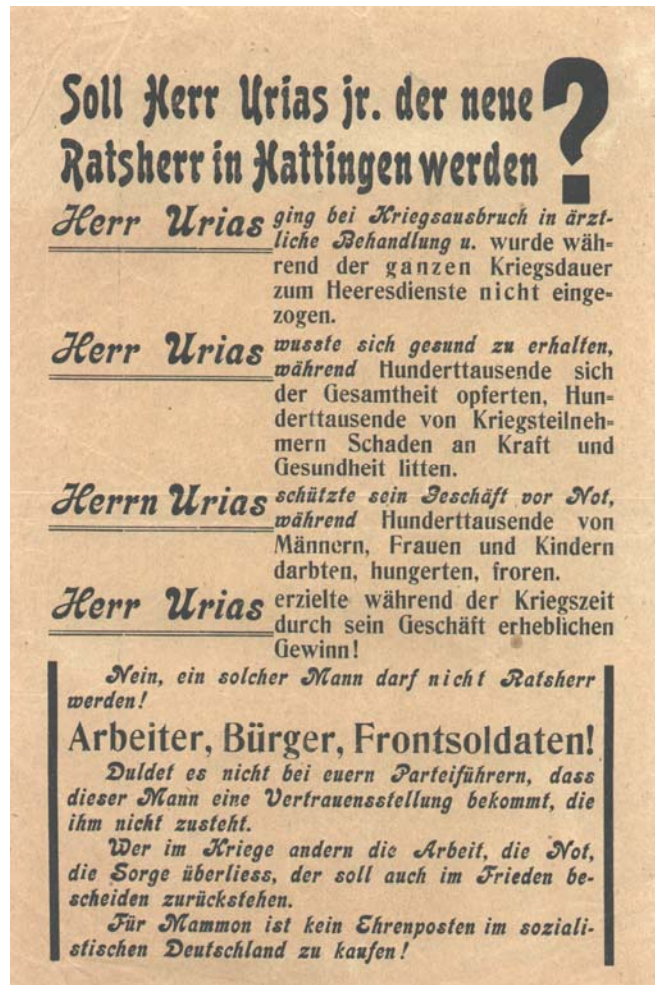 Soll Herr Urias jr. der neue
Ratsherr in Hattingen werden ?
Herr Urias ging bei Kriegsausbruch in ärzt-
liche Behandlung u. wurde wäh-
rend der ganzen Kriegsdauer
zum Heeresdienste nicht einge-
zogen.
Herr Urias wusste sich gesund zu erhalten,
während Hunderttausende sich
der Gesamtheit opferten, Hun-
derttausende von Kriegsteilneh-
mern Schaden an Kraft und
Gesundheit litten.
Herrn Urias schützte sein Geschäft vor Not,
während Hunderttausende von
Männern, Frauen und Kindern
darbten, hungerten, froren.
Herr Urias erzielte während der Kriegszeit
durch sein Geschäft erheblichen
Gewinn!
Nein, ein solcher Mann darf nicht Ratsherr
werden!
Arbeiter, Bürger, Frontsoldaten!
Duldet es nicht bei euern Parteiführern, dass
dieser Mann eine Vertrauensstellung bekommt, die
ihm nicht zusteht.
Wer im Kriege andern die Arbeit, die Not,
die Sorge überliess, der soll auch im Frieden be-
scheiden zurückstehen.
Für Mammon ist kein Ehrenposten im soziali-
stischen Deutschland zu kaufen!